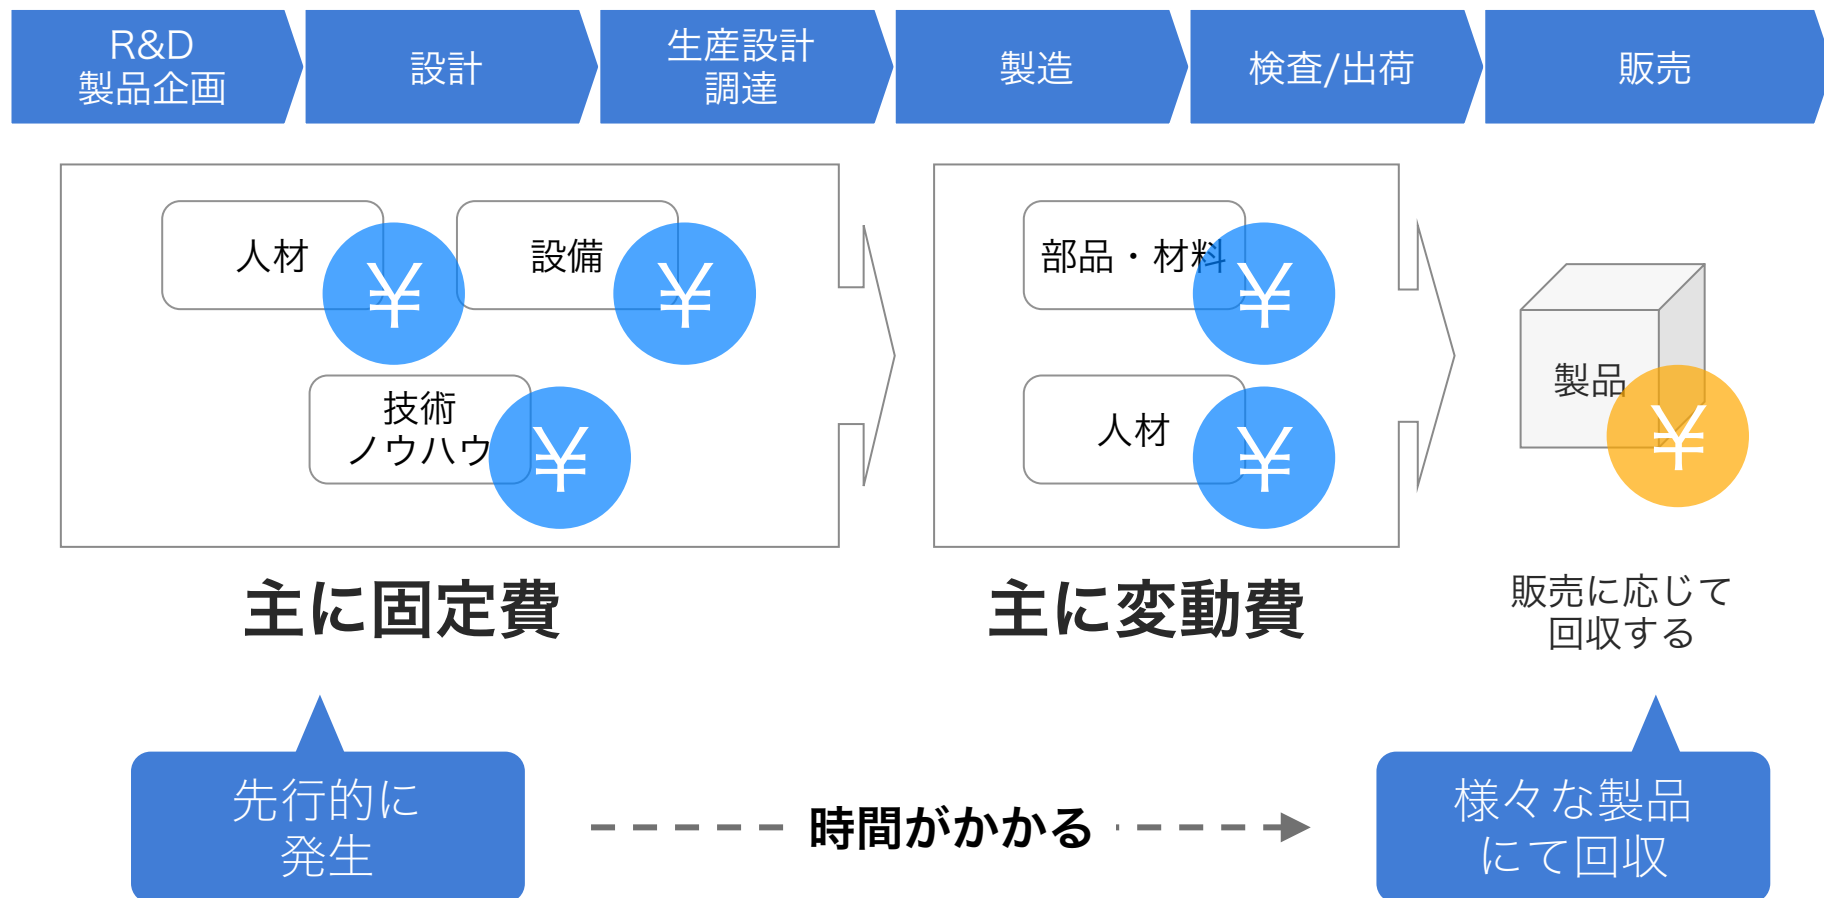 R&D
製品企画
設計
生産設計
調達
製造
検査/出荷
販売
人材
¥
設備
¥
技術
ノウハウ
¥
部品・材料
¥
人材
¥
製品
¥
主に固定費
主に変動費
販売に応じて
回収する
先行的に
発生
時間がかかる
様々な製品
にて回収